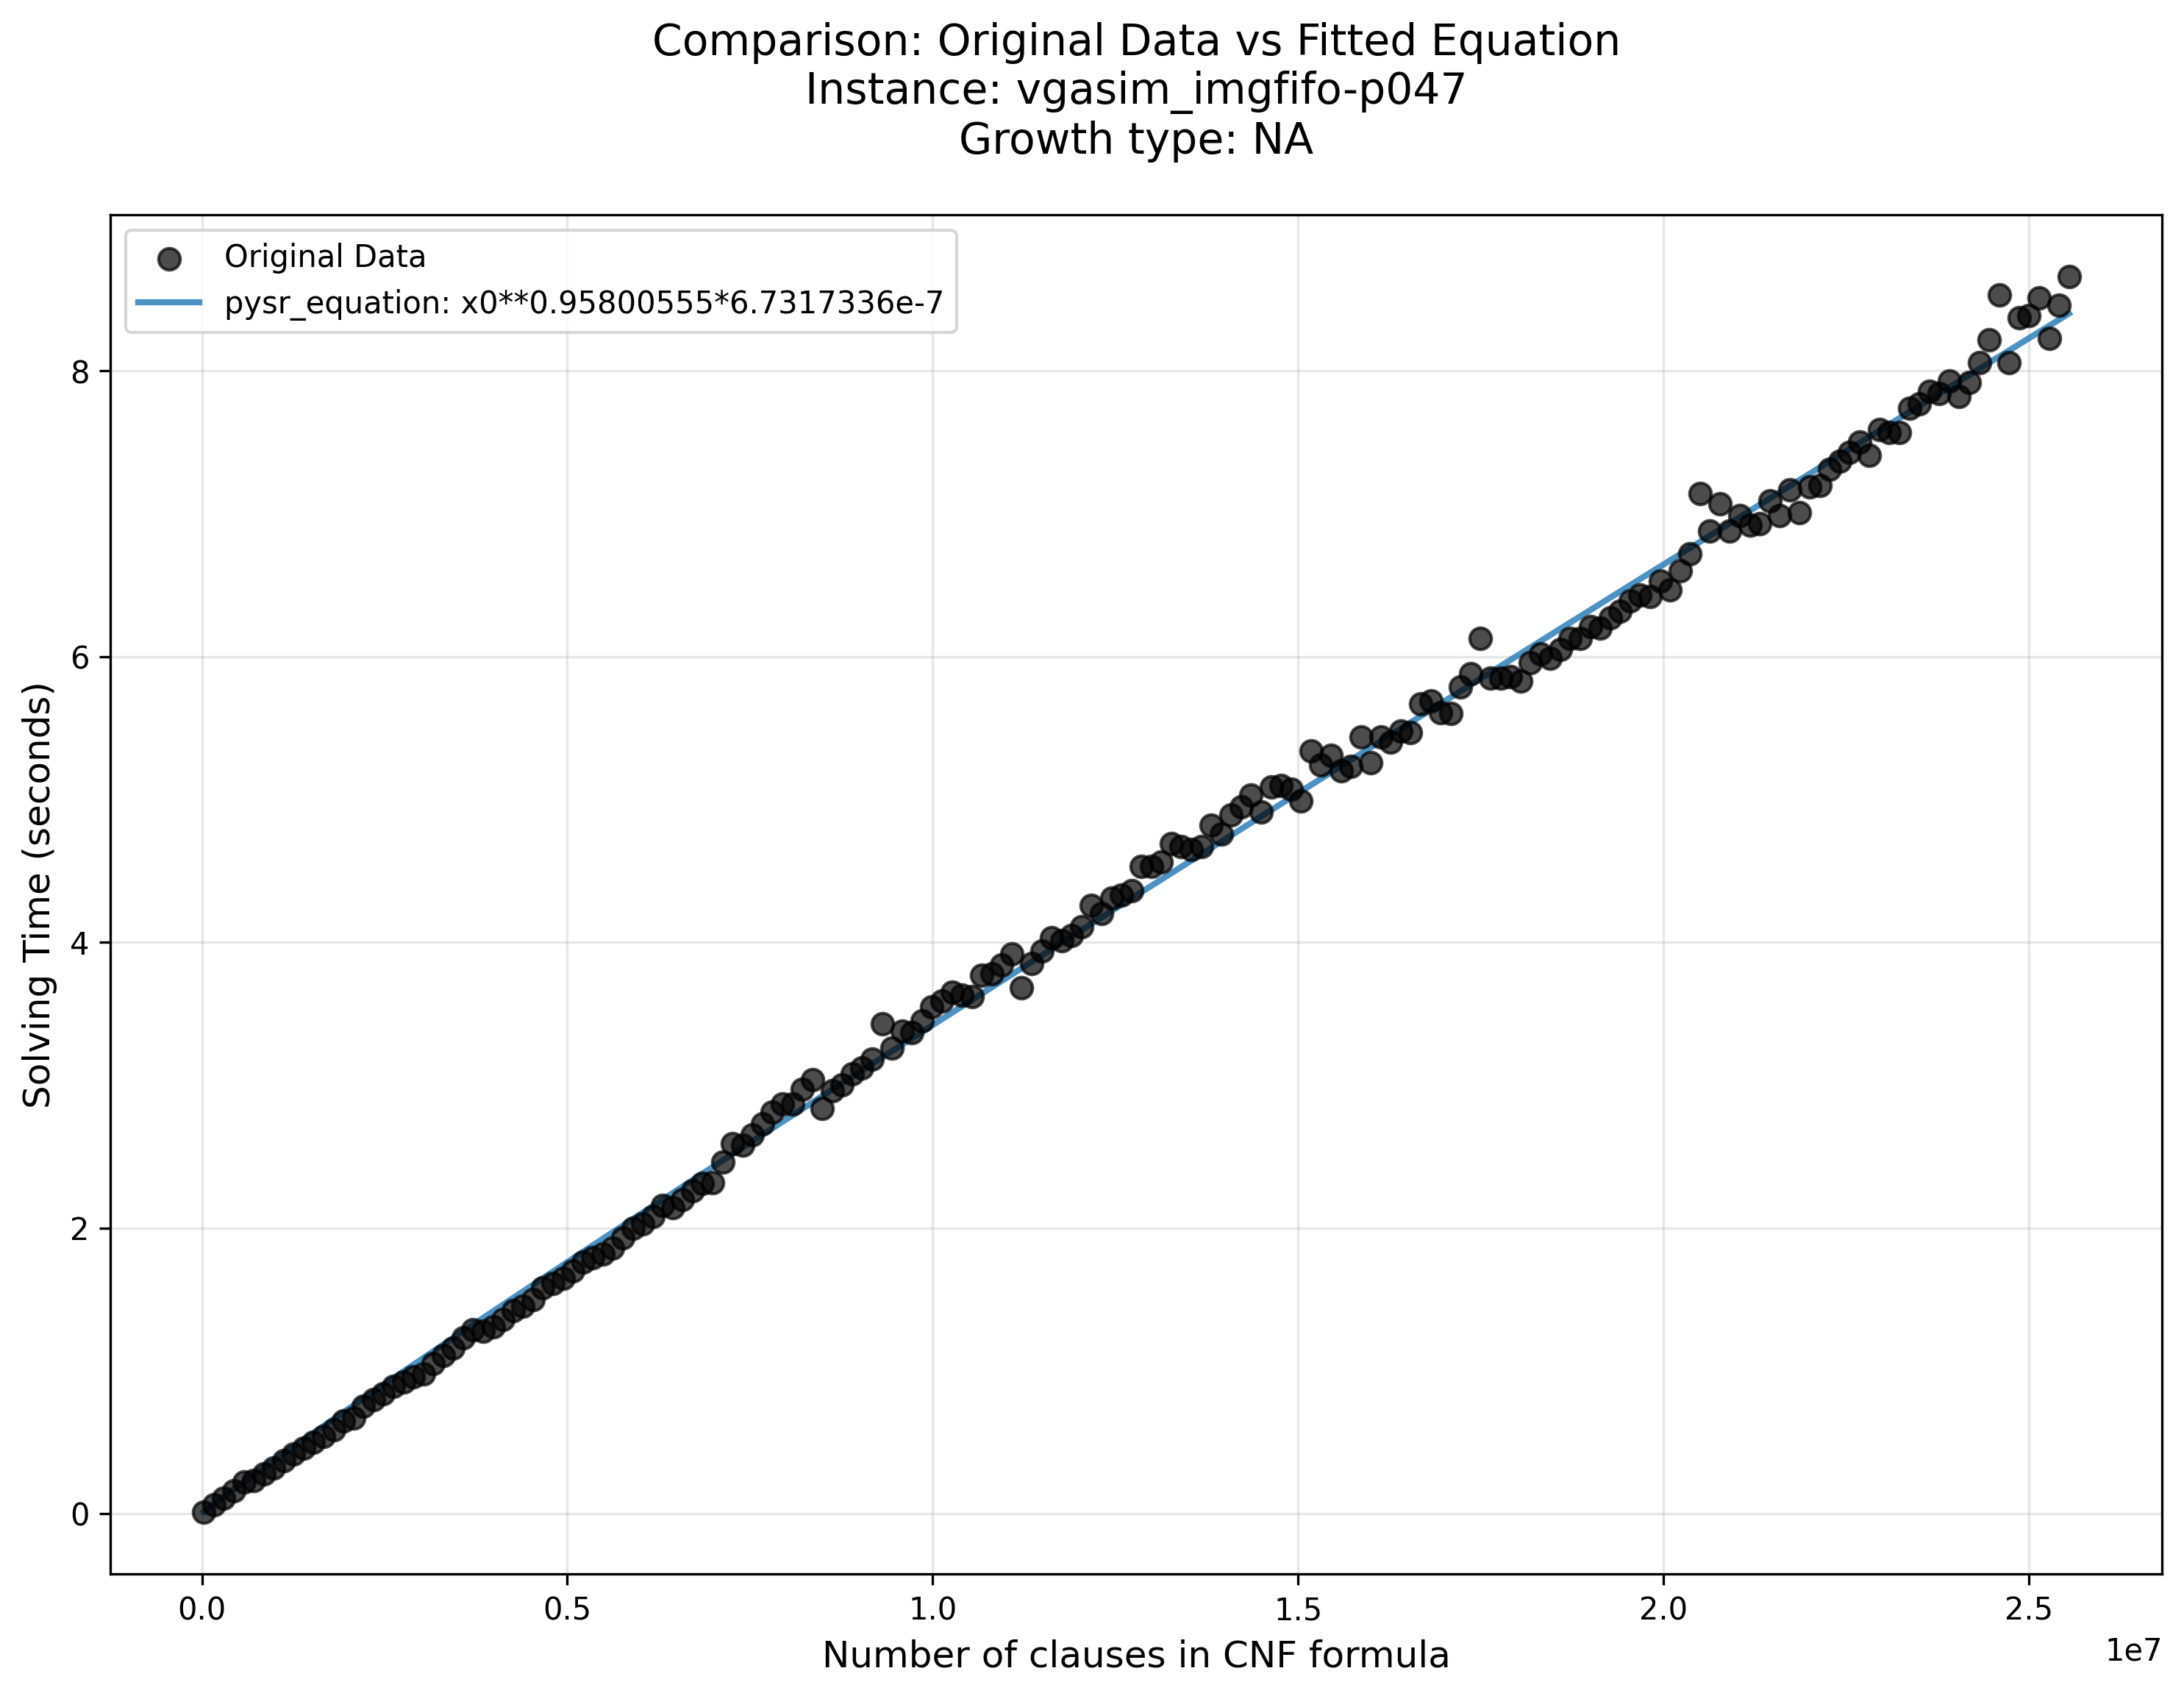 Comparison: Original Data vs Fitted Equation
Instance: vgasim_imgfifo-p047
Growth type: NA
Original Data
pysr_equation: x0**0.95800555*6.7317336e-7
8
6
4
2
0
Solving Time (seconds)
0.0 0.5 1.0 1.5 2.0 2.5
1e7
Number of clauses in CNF formula